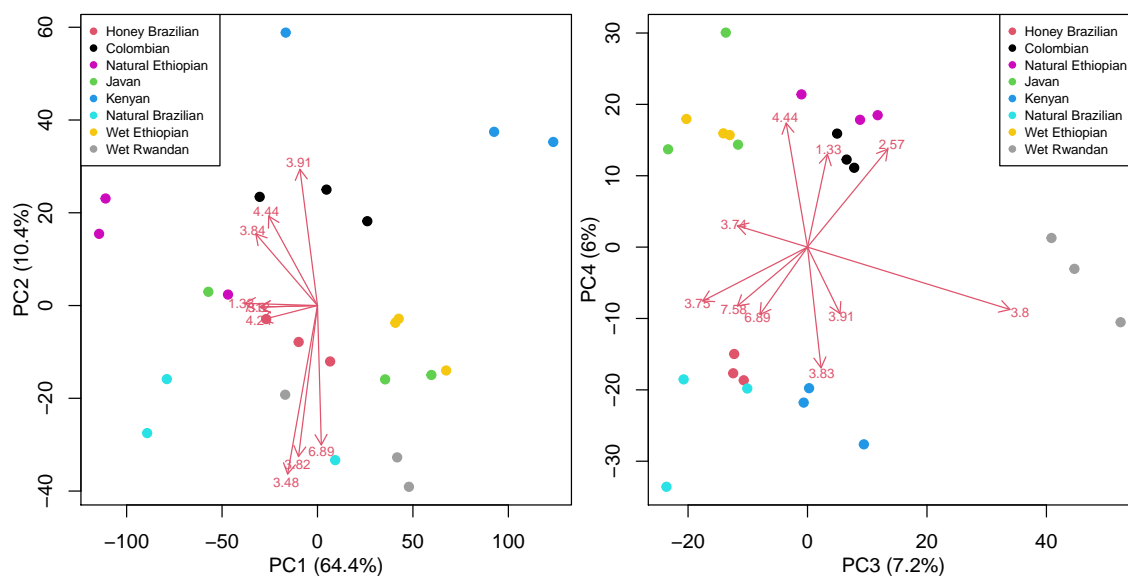 Honey Brazilian
Colombian
Natural Ethiopian
Javan
Kenyan
Natural Brazilian
Wet Ethiopian
Wet Rwandan
60
40
20
0
−20
−40
PC2 (10.4%)
3.91
4.44
3.84
4.24
6.89
3.82
3.48
−100
−50
0
50
100
PC1 (64.4%)
Honey Brazilian
Colombian
Natural Ethiopian
Javan
Kenyan
Natural Brazilian
Wet Ethiopian
Wet Rwandan
30
20
10
0
−10
−20
−30
PC4 (6%)
4.44
1.33
2.57
3.74
3.75
7.58
6.89
3.91
3.8
3.83
−20
0
20
40
PC3 (7.2%)